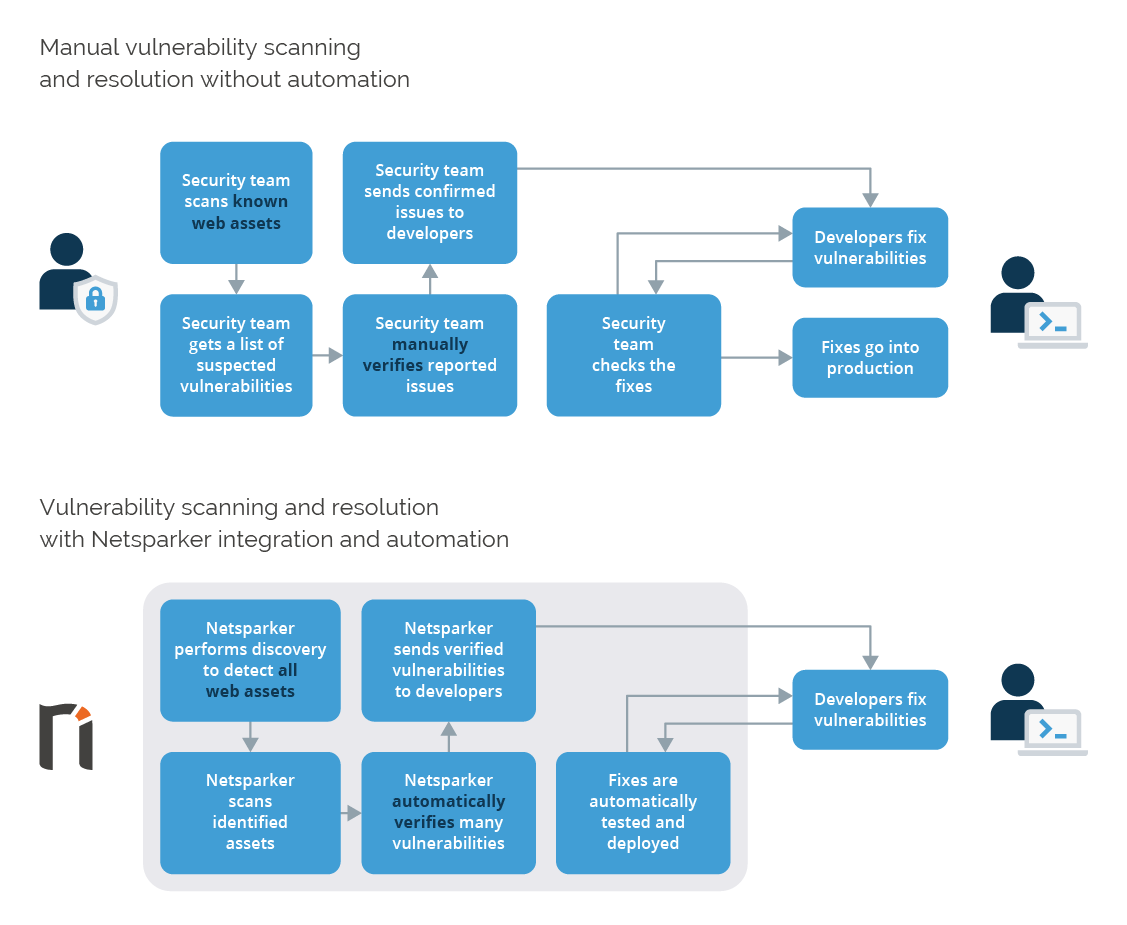 Manual vulnerability scanning
and resolution without automation
Security team
scans known
web assets
Security team
gets a list of
suspected
vulnerabilities
Security team
manually
verifies reported
issues
Security team
sends confirmed
issues to
developers
Developers fix
vulnerabilities
Security
team
checks the
fixes
Fixes go into
production
Vulnerability scanning and resolution
with Netsparker integration and automation
Netsparker
performs discovery
to detect all
web assets
Netsparker
scans
identified
assets
Netsparker
automatically
verifies many
vulnerabilities
Netsparker
sends verified
vulnerabilities
to developers
Developers fix
vulnerabilities
Fixes are
automatically
tested and
deployed